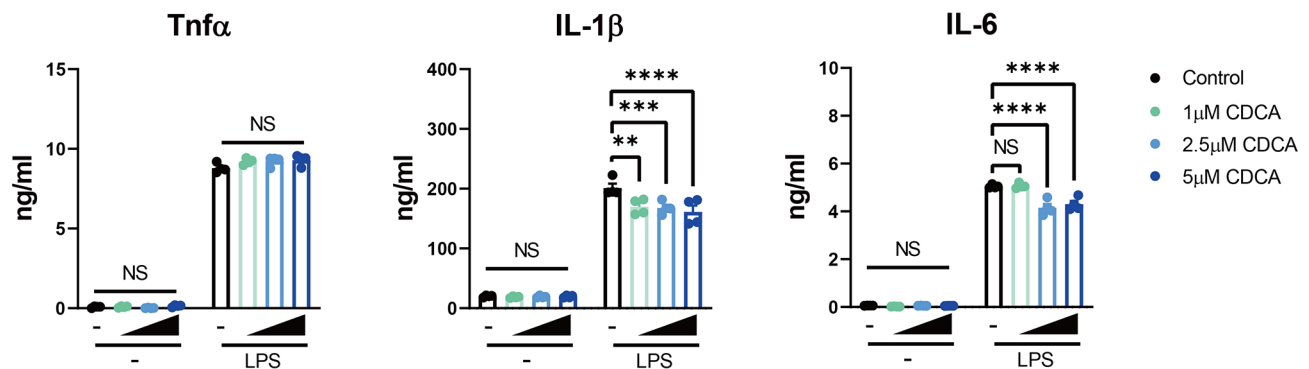 Tnfα
ng/ml
15
10
5
0
NS
NS
-
-
-
LPS
IL-1β
ng/ml
400
300
200
100
0
NS
****
***
**
-
-
-
LPS
IL-6
ng/ml
10
8
6
4
2
0
NS
****
****
NS
-
-
-
LPS
Control
1μM CDCA
2.5μM CDCA
5μM CDCA